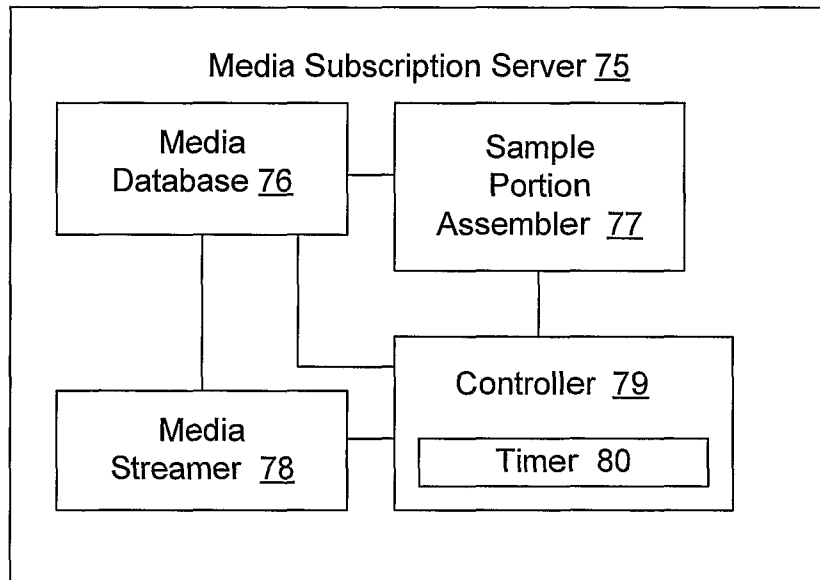 Media Subscription Server 75
Media
Database 76
Sample
Portion
Assembler 77
Media
Streamer 78
Controller 79
Timer 80